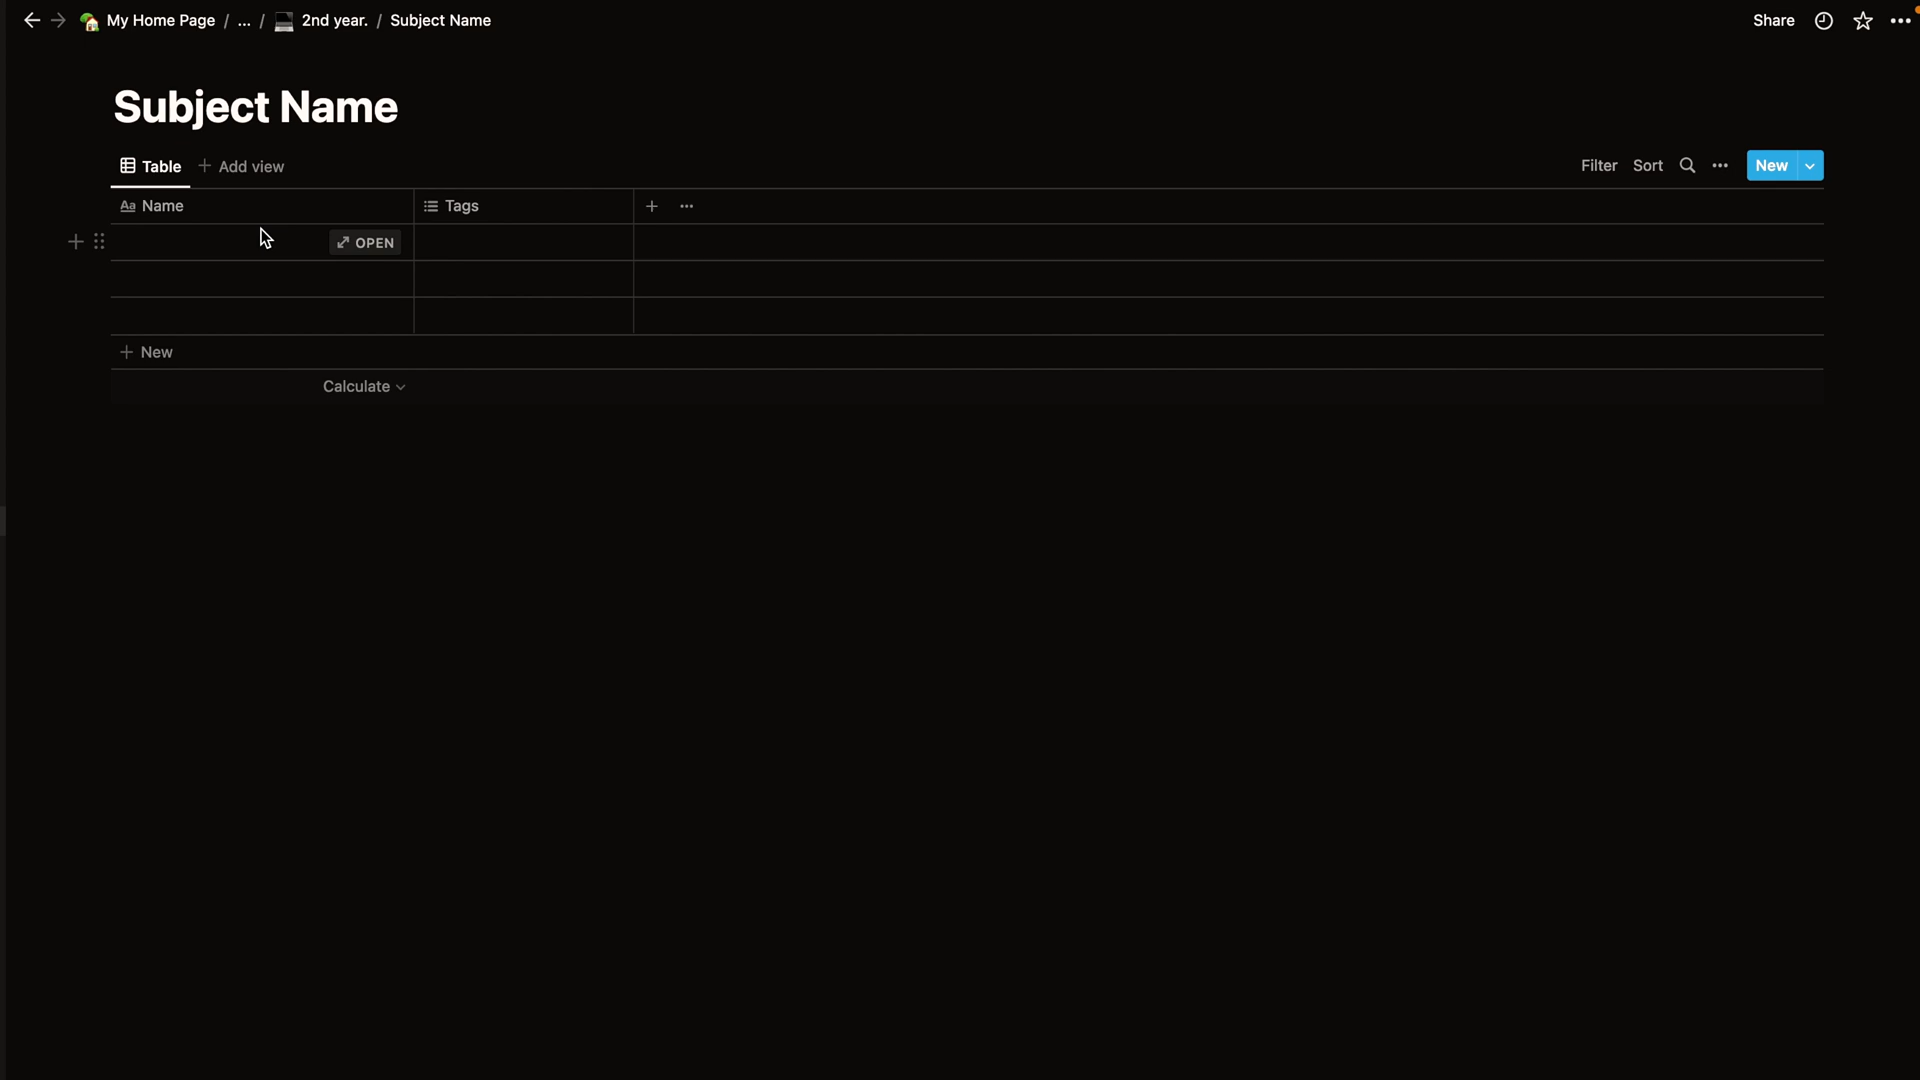 My Home Page / ... / 2nd year. / Subject Name
Share
Subject Name
Table + Add view
Filter Sort New
Aa Name Tags
OPEN
+ New
Calculate